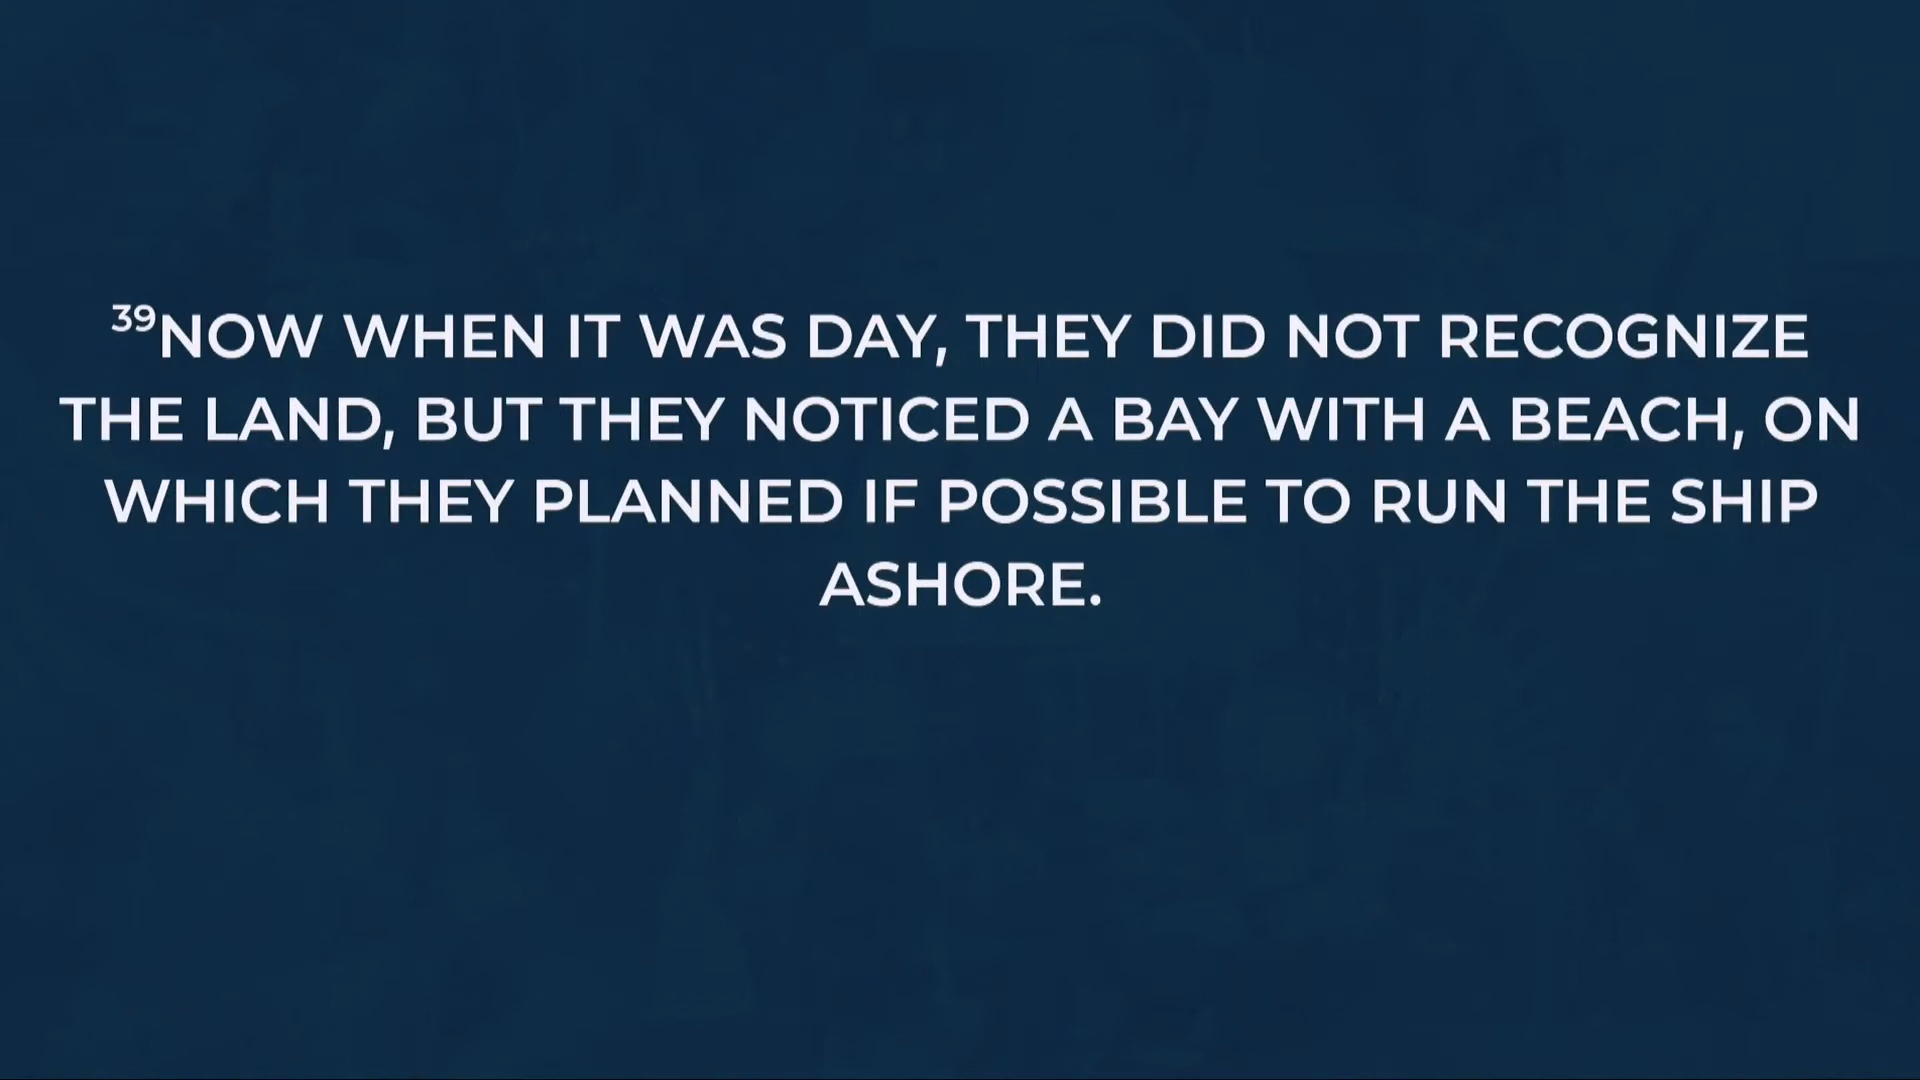 39NOW WHEN IT WAS DAY, THEY DID NOT RECOGNIZE
THE LAND, BUT THEY NOTICED A BAY WITH A BEACH, ON
WHICH THEY PLANNED IF POSSIBLE TO RUN THE SHIP
ASHORE.